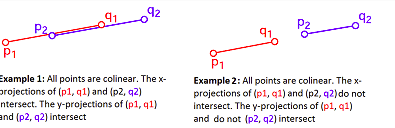 q1
q2
p2
p1
Example 1: All points are colinear. The x-
projections of (p1, q1) and (p2, q2)
intersect. The y-projections of (p1, q1)
and (p2, q2) intersect
q1
p2
q2
p1
Example 2: All points are colinear. The x-
projections of (p1, q1) and (p2, q2) do not
intersect. The y-projections of (p1, q1)
and do not (p2, q2) intersect